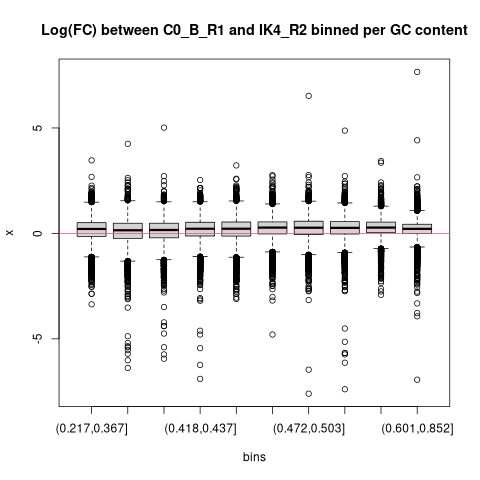 Log(FC) between C0_B_R1 and IK4_R2 binned per GC content
5
0
-5
x
(0.217,0.367]
(0.418,0.437]
(0.472,0.503]
(0.601,0.852]
bins